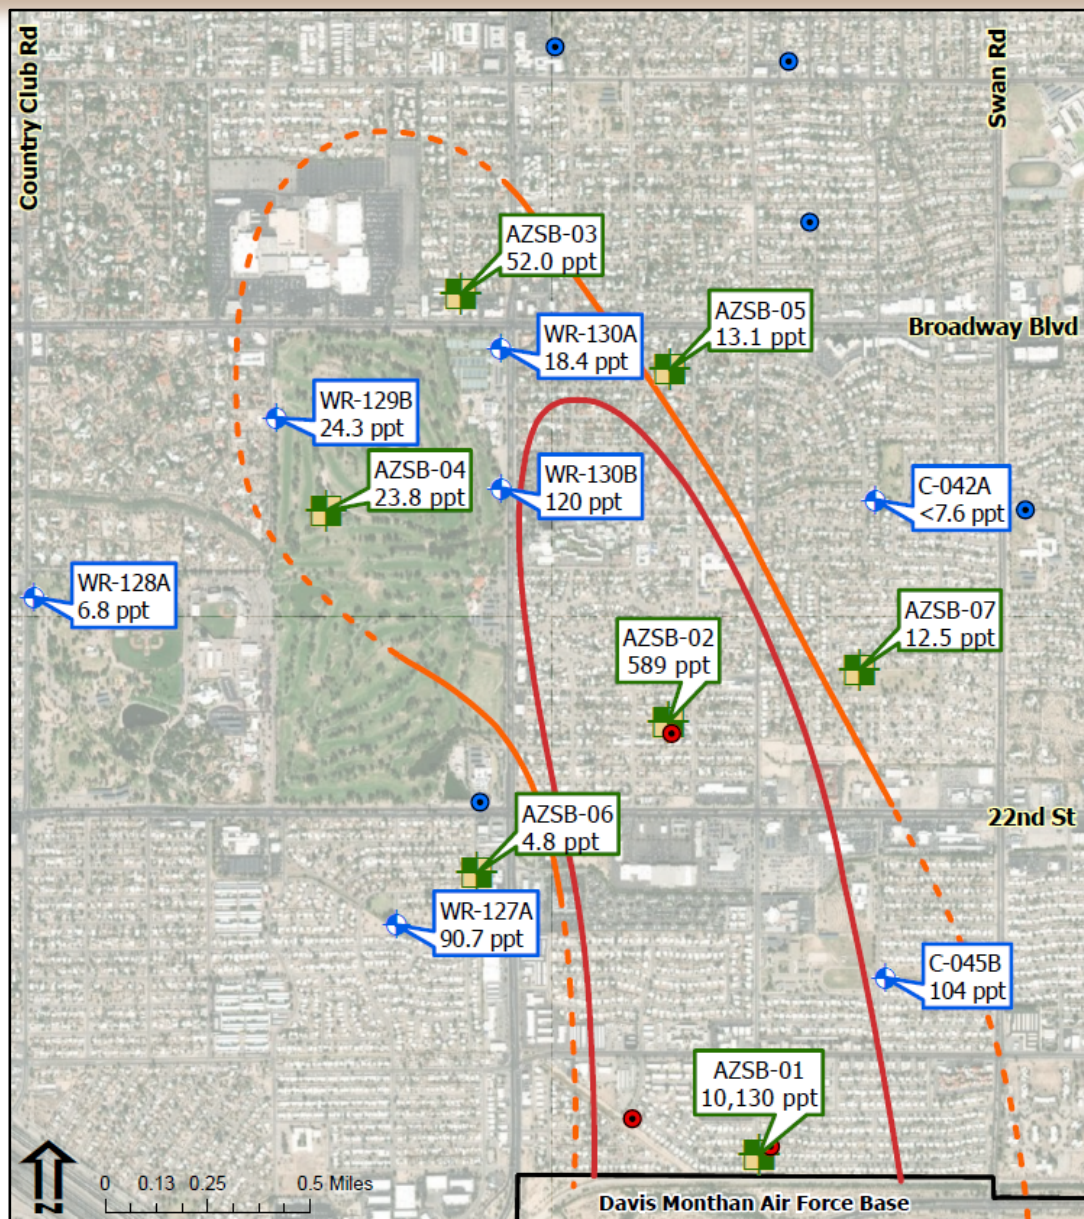 Country Club Rd
Swan Rd
AZSB-03
52.0 ppt
AZSB-05
13.1 ppt
Broadway Blvd
WR-130A
18.4 ppt
WR-129B
24.3 ppt
AZSB-04
23.8 ppt
WR-130B
120 ppt
C-042A
<7.6 ppt
WR-128A
6.8 ppt
AZSB-07
12.5 ppt
AZSB-02
589 ppt
AZSB-06
4.8 ppt
22nd St
WR-127A
90.7 ppt
C-045B
104 ppt
AZSB-01
10,130 ppt
N
0 0.13 0.25 0.5 Miles
Davis Monthan Air Force Base